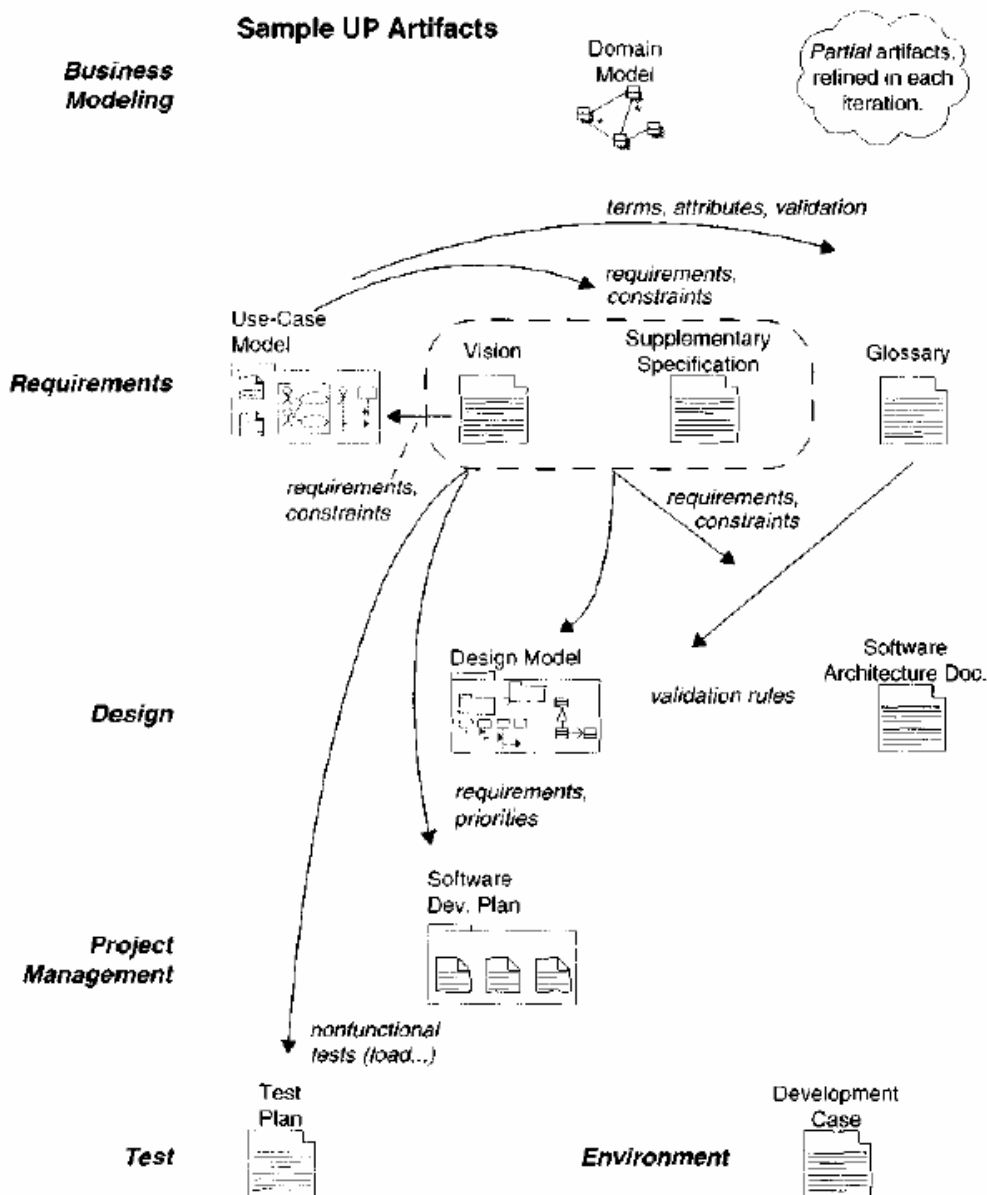 Sample UP Artifacts
Business
Modeling
Domain
Model
Partial artifacts,
refined in each
iteration.
terms, attributes, validation
requirements,
constraints
Use-Case
Model
Vision
Supplementary
Specification
Glossary
Requirements
requirements,
constraints
requirements,
constraints
Design Model
validation rules
Software
Architecture Doc.
Design
requirements,
priorities
Software
Dev. Plan
Project
Management
nonfunctional
tests (load...)
Test
Plan
Test
Environment
Development
Case